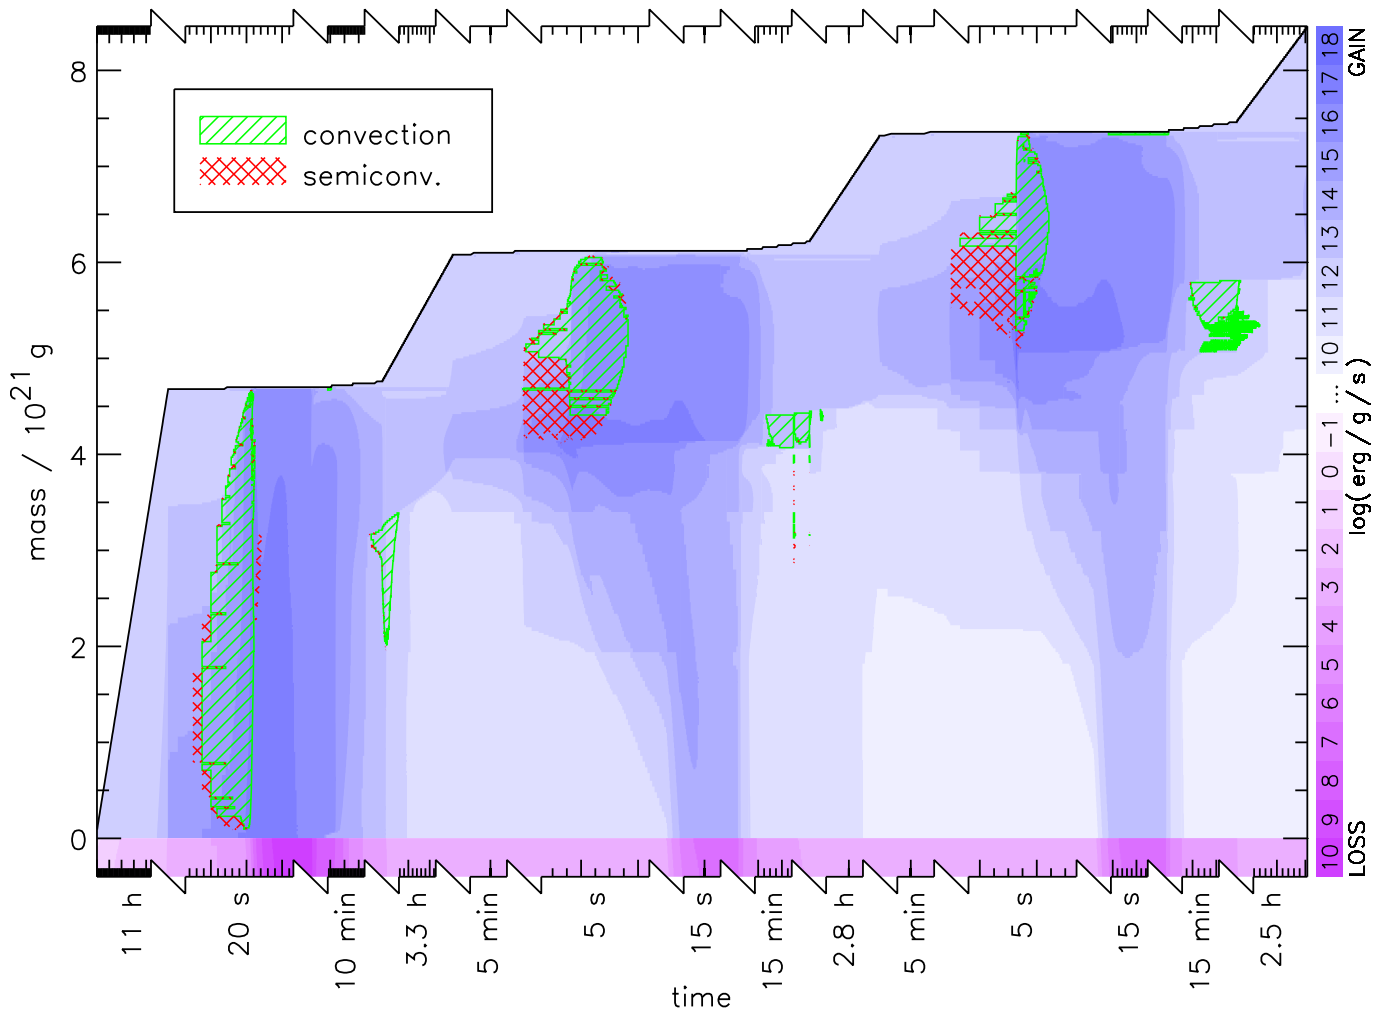 convection
semiconv.
8
6
4
2
0
mass / 10²¹ g
11 h
20 s
10 min
3.3 h
5 min
5 s
15 s
15 min
2.8 h
5 min
5 s
15 s
15 min
2.5 h
time
GAIN
18
17
16
15
14
13
12
11
10
...
−1
0
1
2
3
4
5
6
7
8
9
10
LOSS
log(erg/g/s)